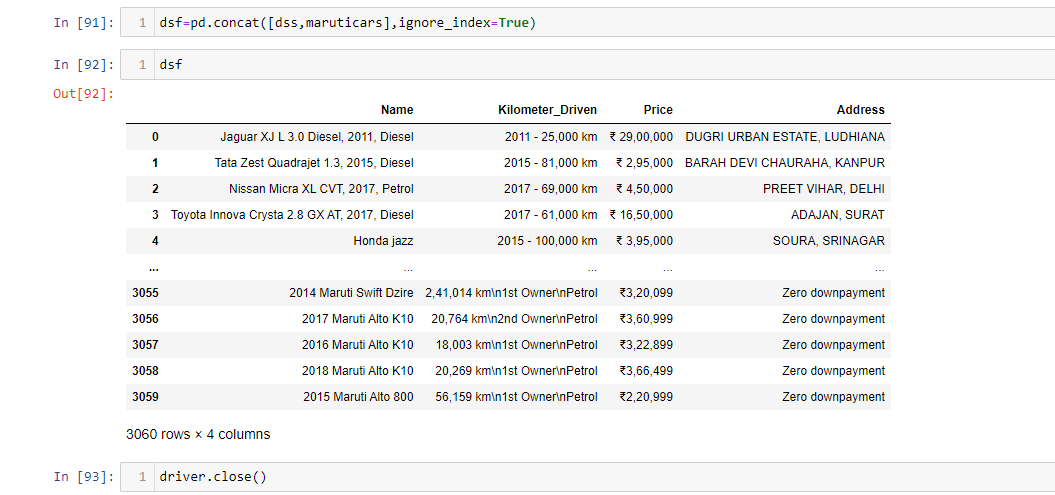 In [91]: 1 dsf=pd.concat([dss,maruticars],ignore_index=True)
In [92]: 1 dsf
Out[92]:
Name Kilometer_Driven Price Address
0 Jaguar XJ L 3.0 Diesel, 2011, Diesel 2011 - 25,000 km ₹ 29,00,000 DUGRI URBAN ESTATE, LUDHIANA
1 Tata Zest Quadrajet 1.3, 2015, Diesel 2015 - 81,000 km ₹ 2,95,000 BARAH DEVI CHAURAHA, KANPUR
2 Nissan Micra XL CVT, 2017, Petrol 2017 - 69,000 km ₹ 4,50,000 PREET VIHAR, DELHI
3 Toyota Innova Crysta 2.8 GX AT, 2017, Diesel 2017 - 61,000 km ₹ 16,50,000 ADAJAN, SURAT
4 Honda jazz 2015 - 100,000 km ₹ 3,95,000 SOURA, SRINAGAR
... ... ... ... ...
3055 2014 Maruti Swift Dzire 2,41,014 km\n1st Owner\nPetrol ₹3,20,099 Zero downpayment
3056 2017 Maruti Alto K10 20,764 km\n2nd Owner\nPetrol ₹3,60,999 Zero downpayment
3057 2016 Maruti Alto K10 18,003 km\n1st Owner\nPetrol ₹3,22,899 Zero downpayment
3058 2018 Maruti Alto K10 20,269 km\n1st Owner\nPetrol ₹3,66,499 Zero downpayment
3059 2015 Maruti Alto 800 56,159 km\n1st Owner\nPetrol ₹2,20,999 Zero downpayment
3060 rows × 4 columns
In [93]: 1 driver.close()